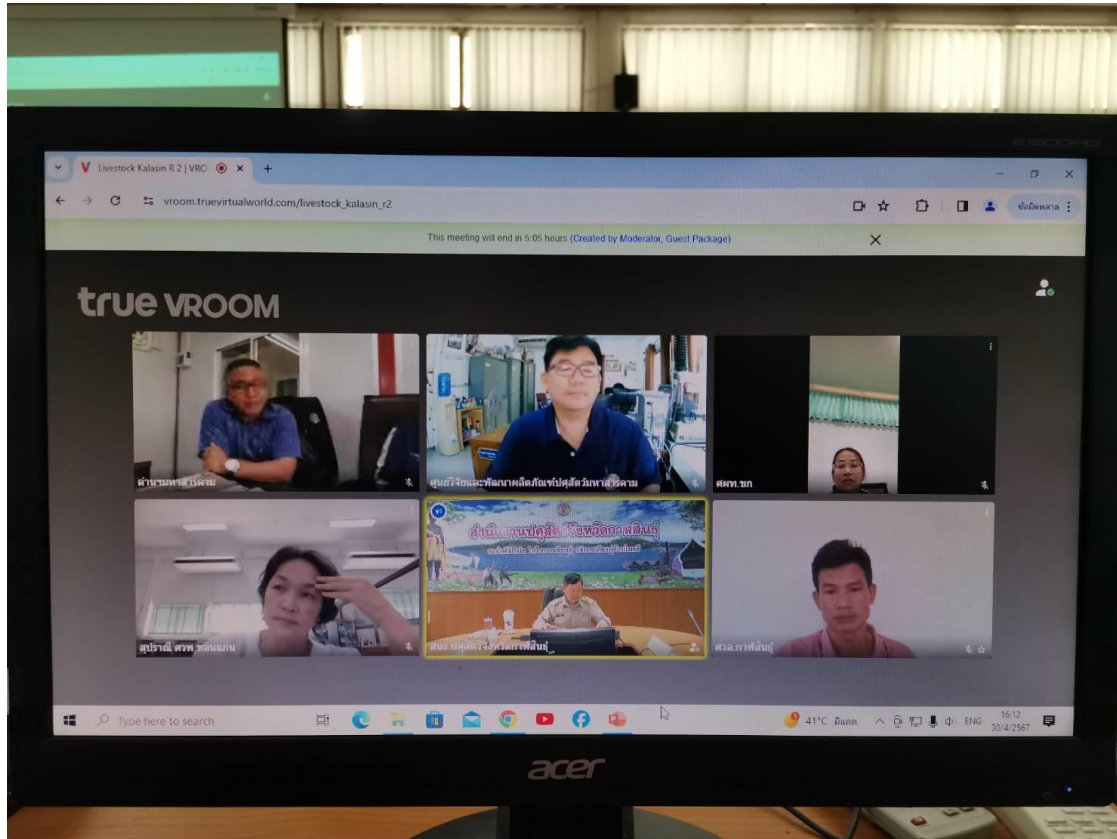 E1900HQ
Livestock Kalasin R 2 | VRO
vroom.truevirtualworld.com/livestock_kalasin_r2
ข้อผิดพลาด
This meeting will end in 5:05 hours (Created by Moderator, Guest Package)
true VROOM
ด่านฯมหาสารคาม
ศูนย์วิจัยและพัฒนาผลิตภัณฑ์ปศุสัตว์มหาสารคาม
ศผท.ขก
สำนักงานปศุสัตว์จังหวัดกาฬสินธุ์
สุปราณี ศวพ ขอนแก่น
สนง.ปศุสัตว์จังหวัดกาฬสินธุ์
ศวอ.กาฬสินธุ์
Type here to search
41°C มีแดด
ENG
16:12
30/4/2567
acer